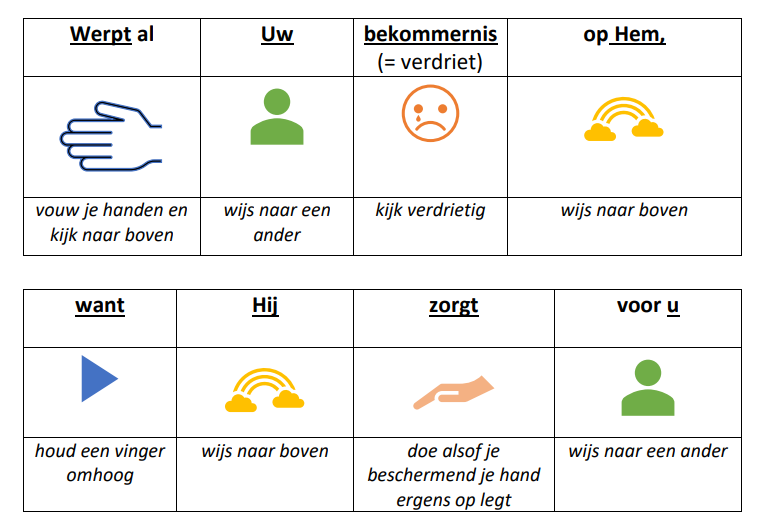 Werpt al
Uw
bekommernis
(= verdriet)
op Hem,
vouw je handen en
kijk naar boven
wijs naar een
ander
kijk verdrietig
wijs naar boven
want
Hij
zorgt
voor u
houd een vinger
omhoog
wijs naar boven
doe alsof je
beschermend je hand
ergens op legt
wijs naar een ander